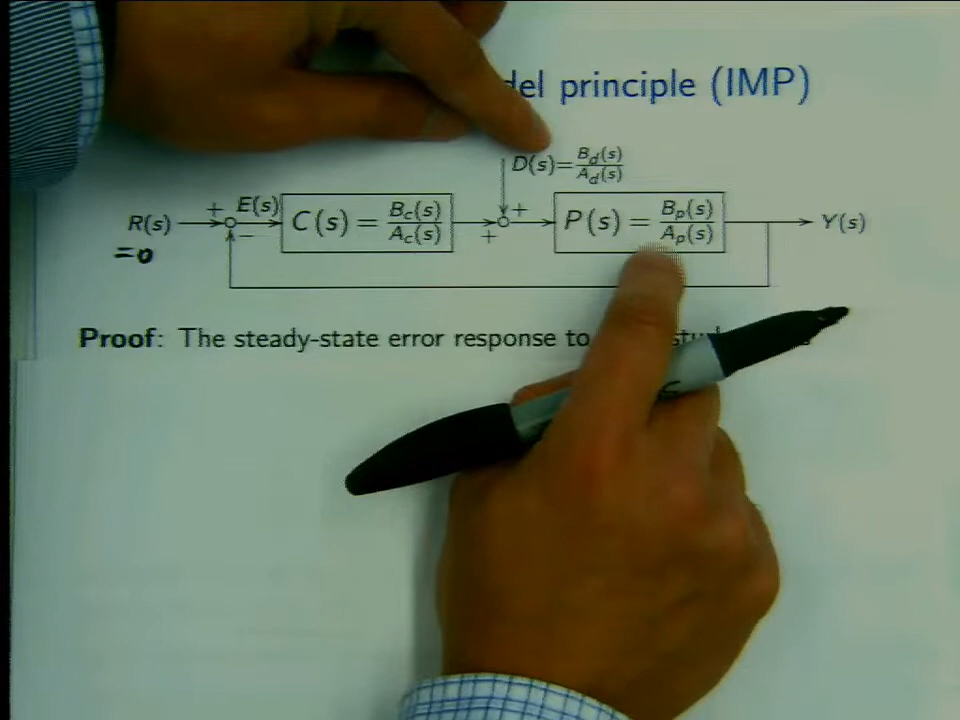 del principle (IMP)
D(s)=B_d(s)/A_d(s)
R(s) + E(s) C(s) = B_c(s)/A_c(s) + P(s) = B_p(s)/A_p(s) Y(s)
− +
=0
Proof: The steady-state error response to